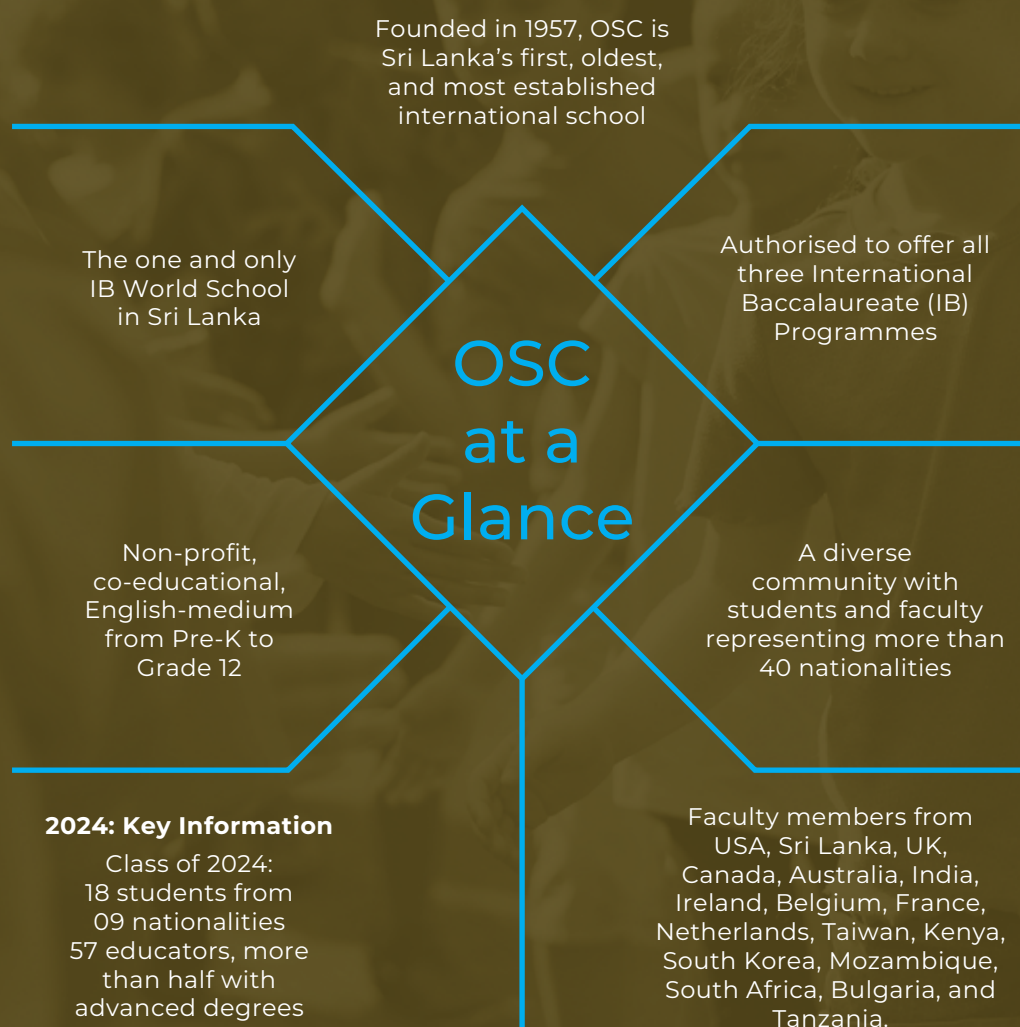 Founded in 1957, OSC is
Sri Lanka’s first, oldest,
and most established
international school
The one and only
IB World School
in Sri Lanka
Authorised to offer all
three International
Baccalaureate (IB)
Programmes
OSC
at a
Glance
Non-profit,
co-educational,
English-medium
from Pre-K to
Grade 12
A diverse
community with
students and faculty
representing more than
40 nationalities
2024: Key Information
Class of 2024:
18 students from
09 nationalities
57 educators, more
than half with
advanced degrees
Faculty members from
USA, Sri Lanka, UK,
Canada, Australia, India,
Ireland, Belgium, France,
Netherlands, Taiwan, Kenya,
South Korea, Mozambique,
South Africa, Bulgaria, and
Tanzania.